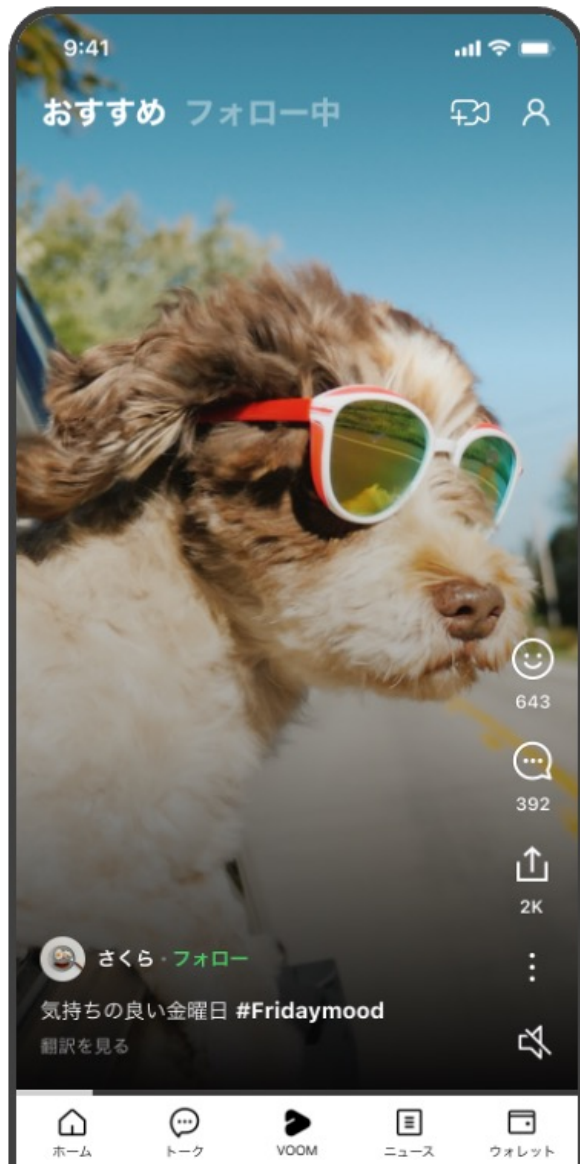 9:41
おすすめ フォロー中
643
392
2K
さくら・フォロー
気持ちの良い金曜日 #Fridaymood
翻訳を見る
ホーム トーク VOOM ニュース ウォレット